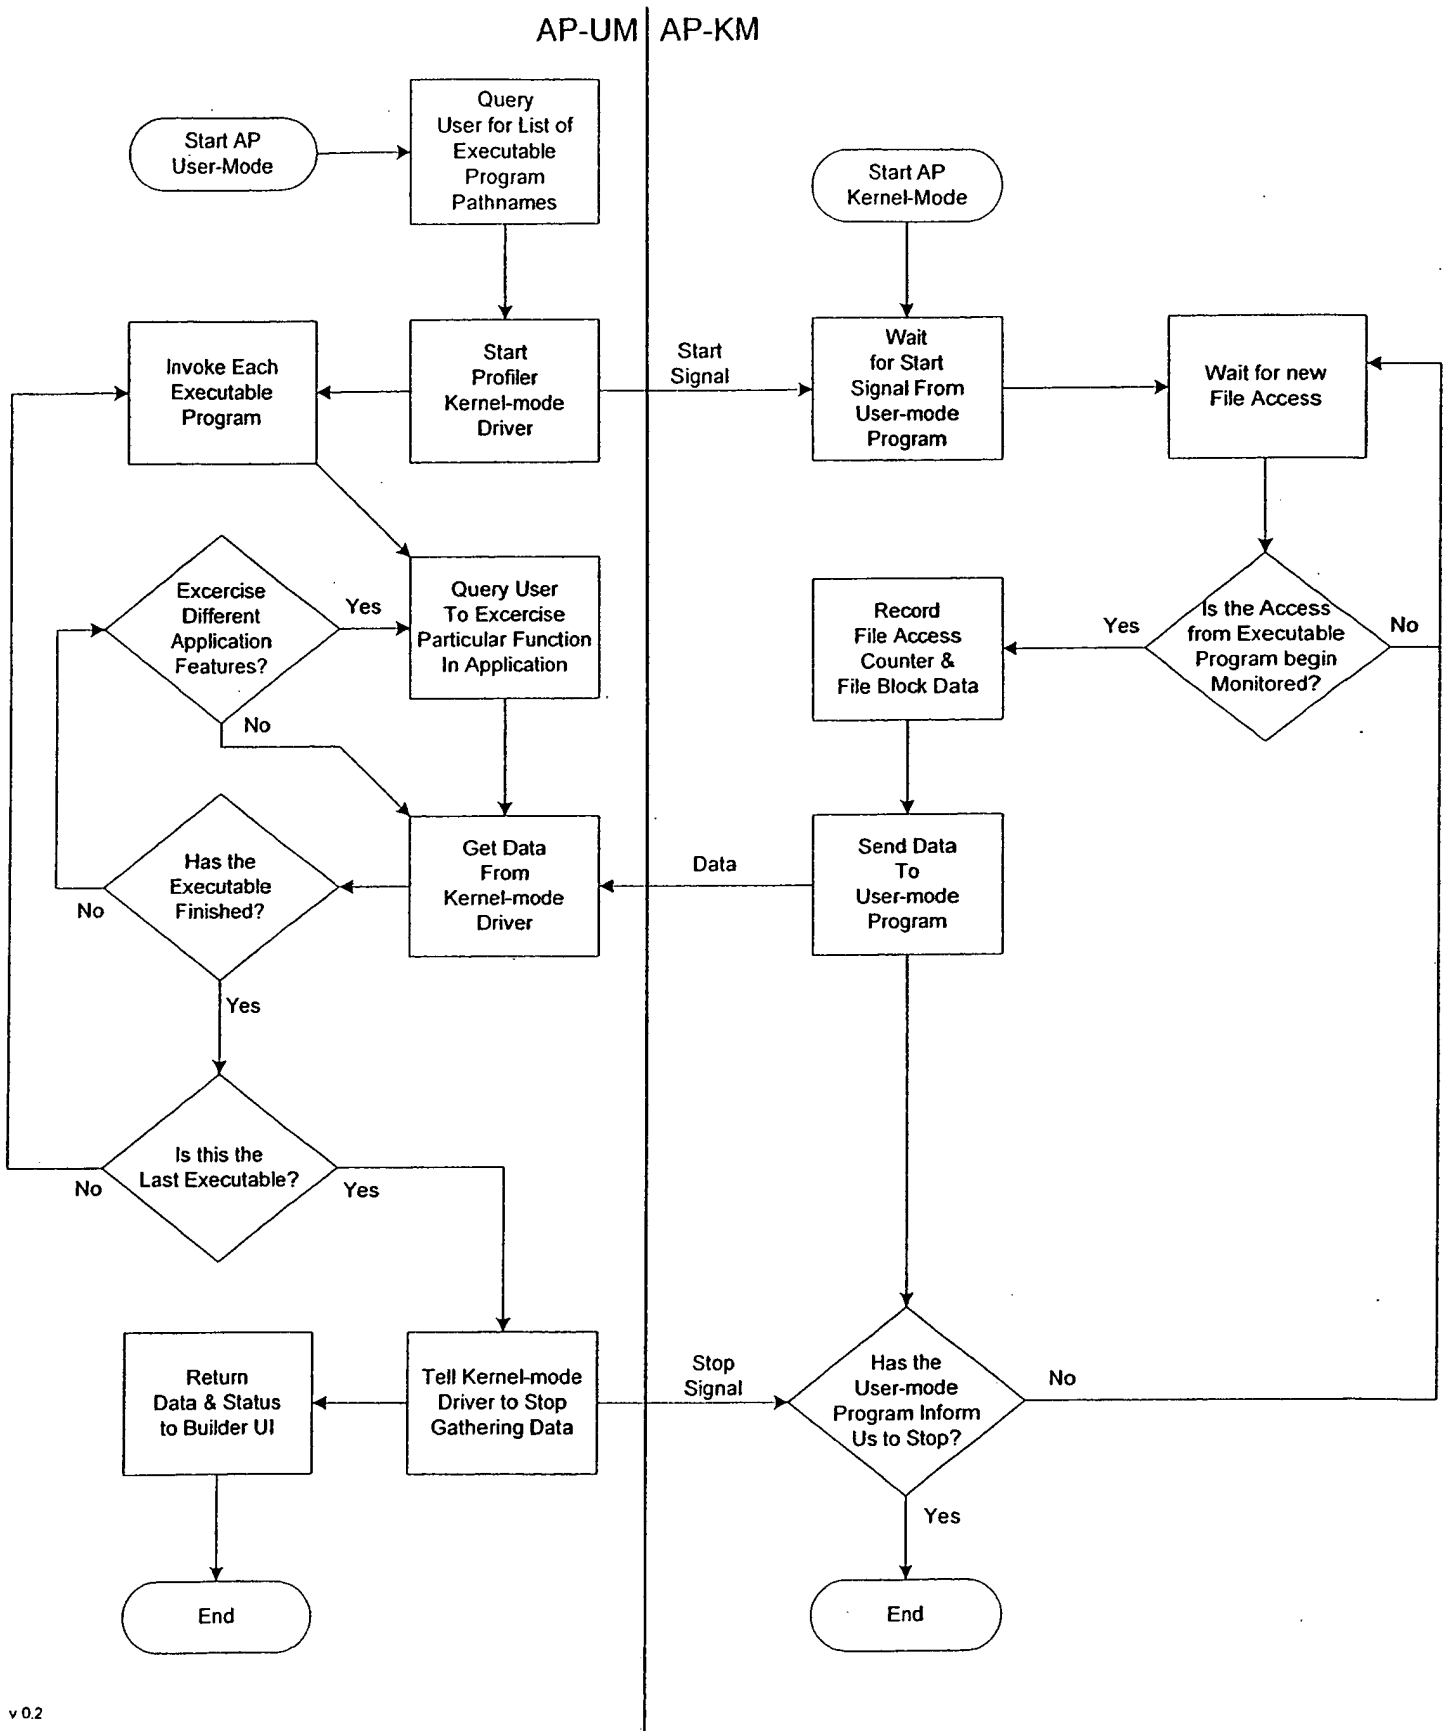 AP-UM
AP-KM
Start AP
User-Mode
Query
User for List of
Executable
Program
Pathnames
Start AP
Kernel-Mode
Invoke Each
Executable
Program
Start
Profiler
Kernel-mode
Driver
Start
Signal
Wait
for Start
Signal From
User-mode
Program
Wait for new
File Access
Excercise
Different
Application
Features?
Yes
No
Query User
To Excercise
Particular Function
In Application
Record
File Access
Counter &
File Block Data
Yes
Is the Access
from Executable
Program begin
Monitored?
No
Has the
Executable
Finished?
No
Yes
Get Data
From
Kernel-mode
Driver
Data
Send Data
To
User-mode
Program
Is this the
Last Executable?
No
Yes
Return
Data & Status
to Builder UI
Tell Kernel-mode
Driver to Stop
Gathering Data
Stop
Signal
Has the
User-mode
Program Inform
Us to Stop?
No
Yes
End
End
v 0.2